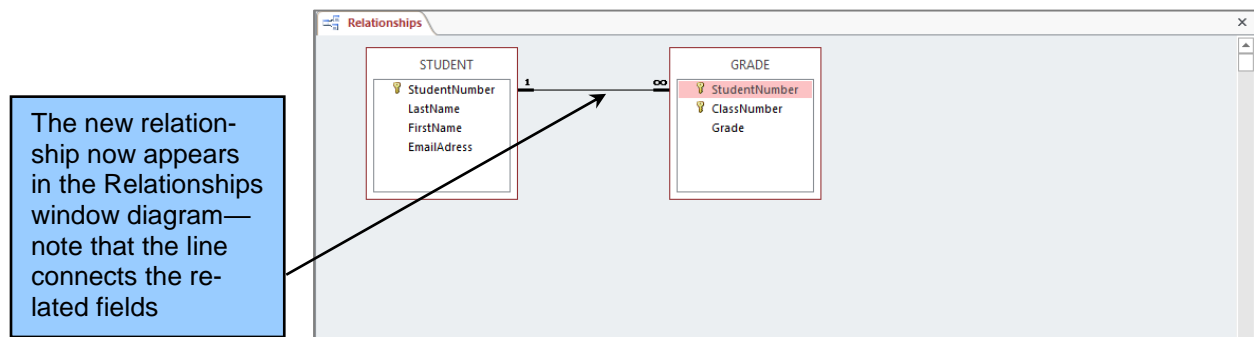 Relationships
The new relation-
ship now appears
in the Relationships
window diagram—
note that the line
connects the re-
lated fields
STUDENT
StudentNumber
LastName
FirstName
EmailAdress
1
∞
GRADE
StudentNumber
ClassNumber
Grade